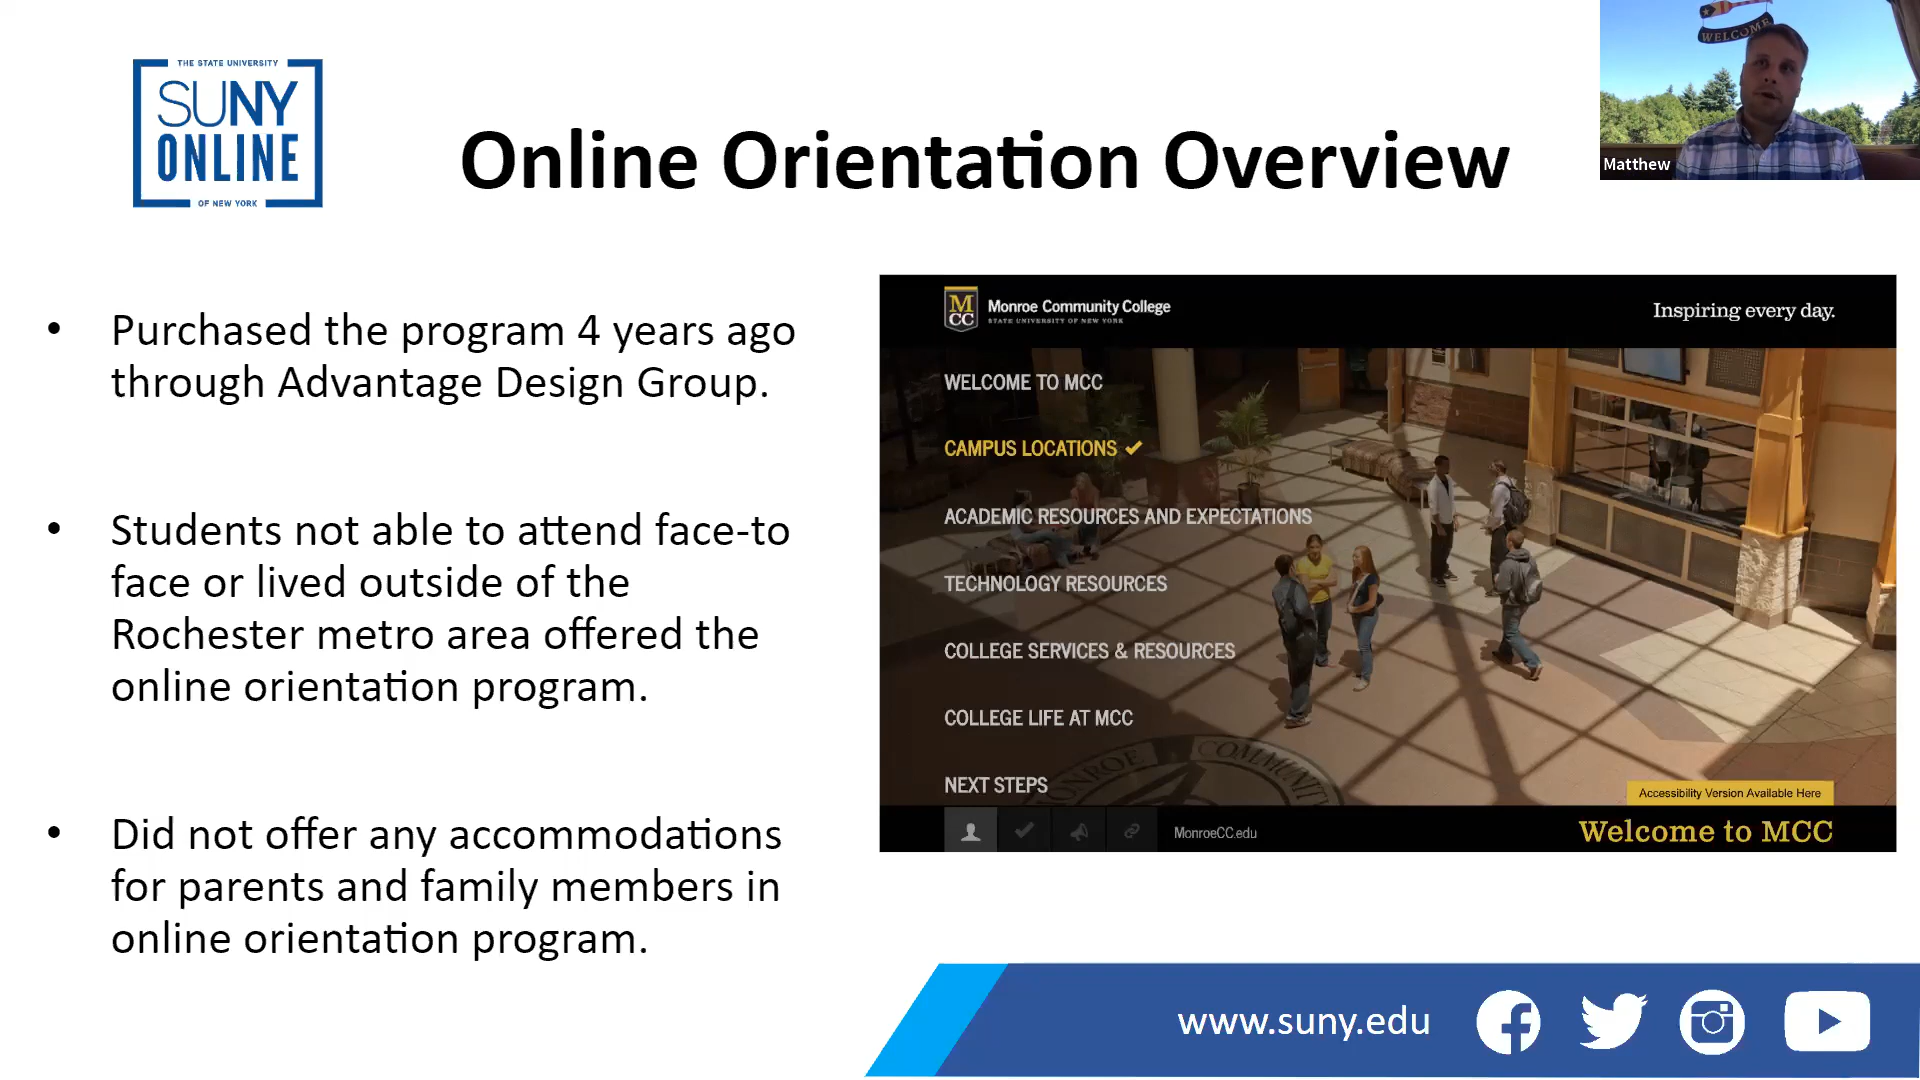 THE STATE UNIVERSITY
SUNY
ONLINE
OF NEW YORK
Online Orientation Overview
WELCOME
Matthew
• Purchased the program 4 years ago
through Advantage Design Group.
• Students not able to attend face-to
face or lived outside of the
Rochester metro area offered the
online orientation program.
• Did not offer any accommodations
for parents and family members in
online orientation program.
MCC
Monroe Community College
STATE UNIVERSITY OF NEW YORK
Inspiring every day.
WELCOME TO MCC
CAMPUS LOCATIONS
ACADEMIC RESOURCES AND EXPECTATIONS
TECHNOLOGY RESOURCES
COLLEGE SERVICES & RESOURCES
COLLEGE LIFE AT MCC
NEXT STEPS
MONROE COMMUNITY
Accessibility Version Available Here
MonroeCC.edu
Welcome to MCC
www.suny.edu